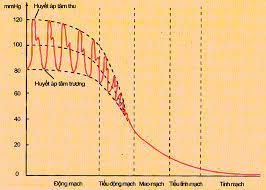 mmHg
Huyết áp tâm thu
120
100
80
Huyết áp tâm trương
60
40
20
0
Động mạch
Tiểu động mạch
Mao mạch
Tiểu tĩnh mạch
Tĩnh mạch